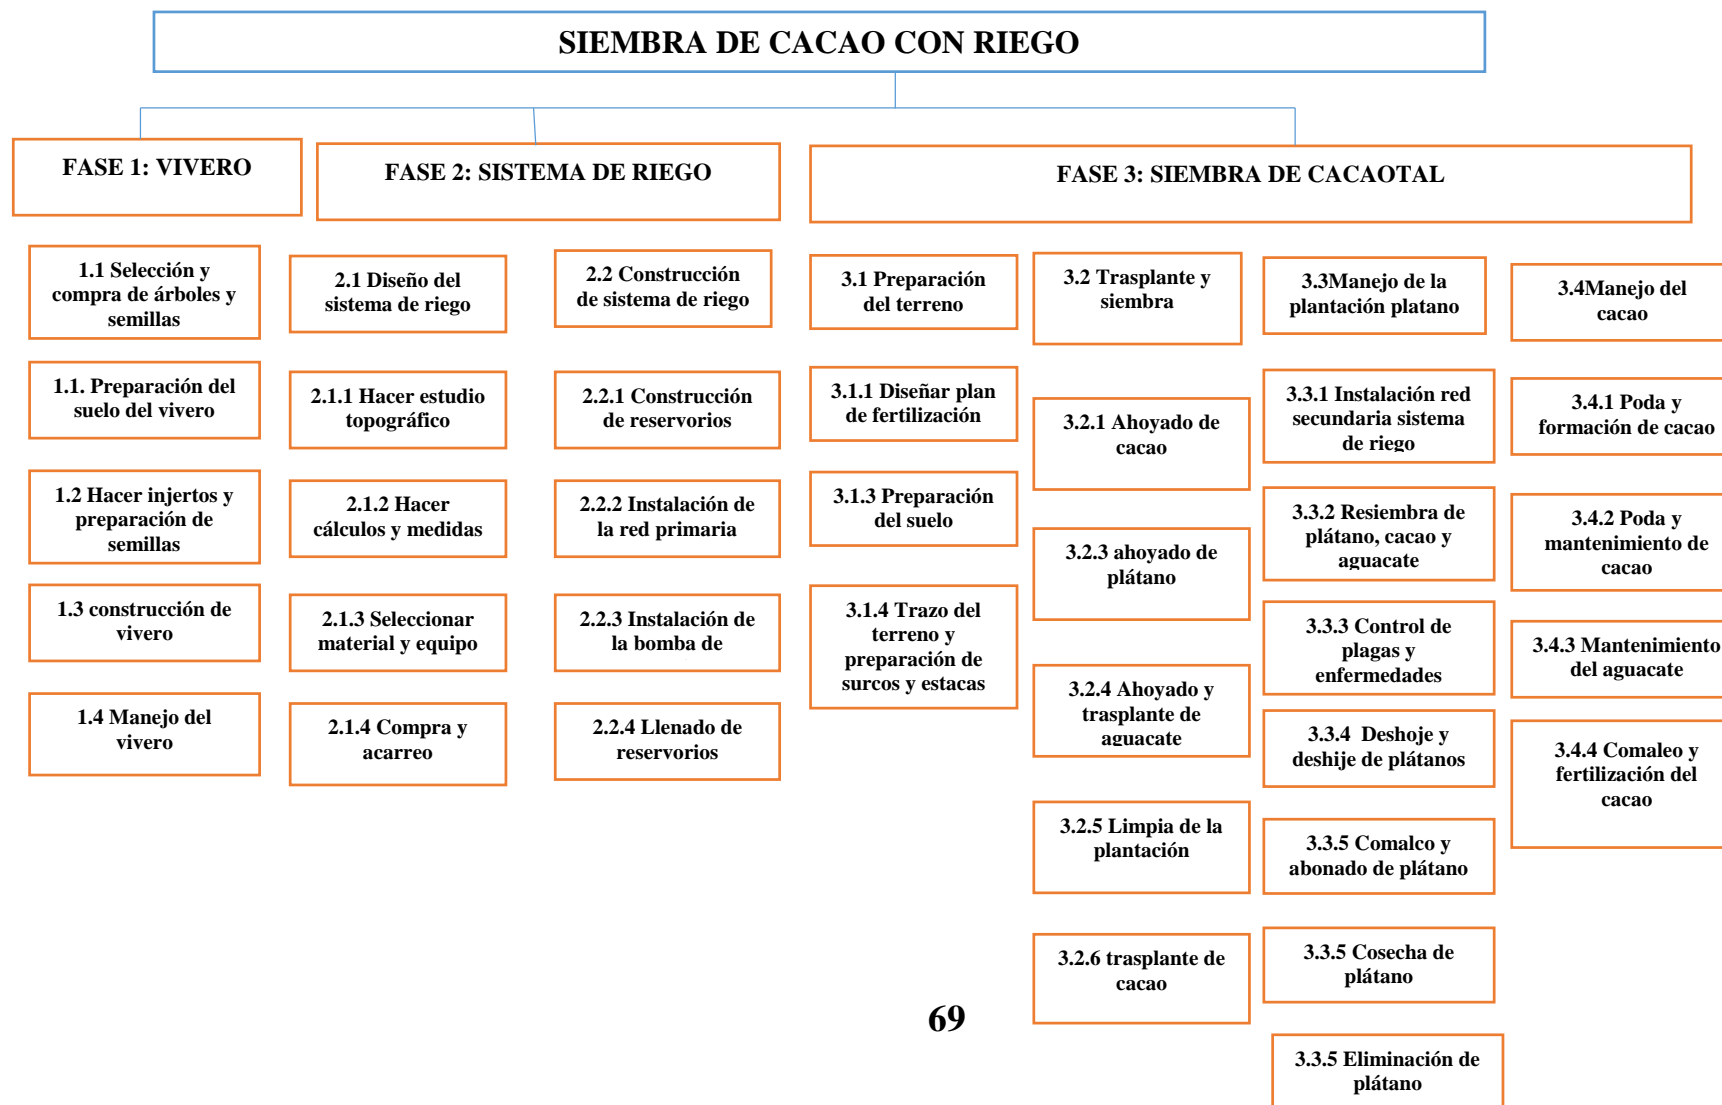 SIEMBRA DE CACAO CON RIEGO
FASE 1: VIVERO
FASE 2: SISTEMA DE RIEGO
FASE 3: SIEMBRA DE CACAOTAL
1.1 Selección y
compra de árboles y
semillas
1.1. Preparación del
suelo del vivero
1.2 Hacer injertos y
preparación de
semillas
1.3 construcción de
vivero
1.4 Manejo del
vivero
2.1 Diseño del
sistema de riego
2.1.1 Hacer estudio
topográfico
2.1.2 Hacer
cálculos y medidas
2.1.3 Seleccionar
material y equipo
2.1.4 Compra y
acarreo
2.2 Construcción
de sistema de riego
2.2.1 Construcción
de reservorios
2.2.2 Instalación de
la red primaria
2.2.3 Instalación de
la bomba de
2.2.4 Llenado de
reservorios
3.1 Preparación
del terreno
3.1.1 Diseñar plan
de fertilización
3.1.3 Preparación
del suelo
3.1.4 Trazo del
terreno y
preparación de
surcos y estacas
3.2 Trasplante y
siembra
3.2.1 Ahoyado de
cacao
3.2.3 ahoyado de
plátano
3.2.4 Ahoyado y
trasplante de
aguacate
3.2.5 Limpia de la
plantación
3.2.6 trasplante de
cacao
3.3Manejo de la
plantación platano
3.3.1 Instalación red
secundaria sistema
de riego
3.3.2 Resiembra de
plátano, cacao y
aguacate
3.3.3 Control de
plagas y
enfermedades
3.3.4 Deshoje y
deshije de plátanos
3.3.5 Comalco y
abonado de plátano
3.3.5 Cosecha de
plátano
3.3.5 Eliminación de
plátano
3.4Manejo del
cacao
3.4.1 Poda y
formación de cacao
3.4.2 Poda y
mantenimiento de
cacao
3.4.3 Mantenimiento
del aguacate
3.4.4 Comaleo y
fertilización del
cacao
69